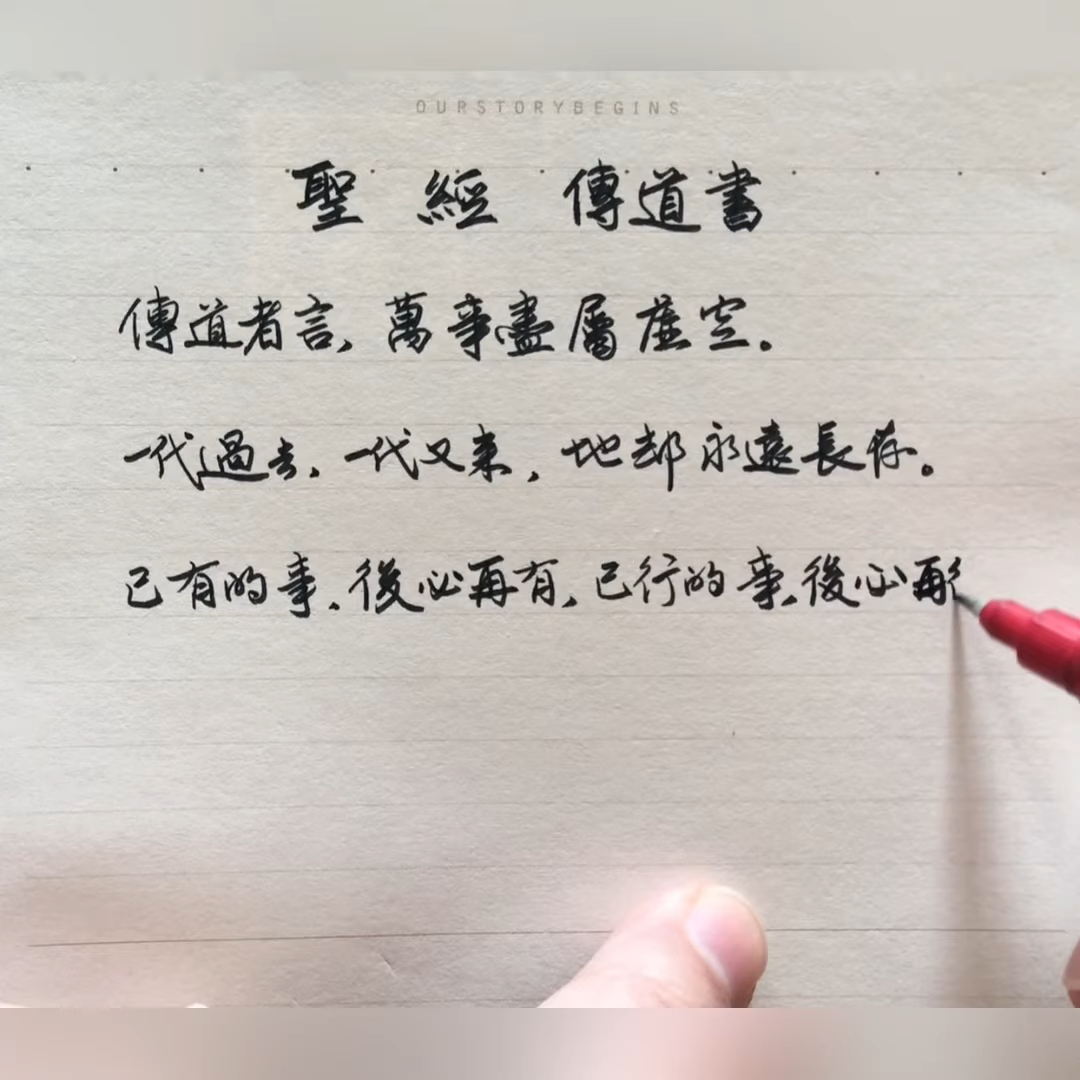 OURSTORYBEGINS
聖 經 傳道書
傳道者言,萬事盡屬虛空。
一代過去,一代又来,地却永遠長存。
已有的事,後必再有,已行的事,後必再